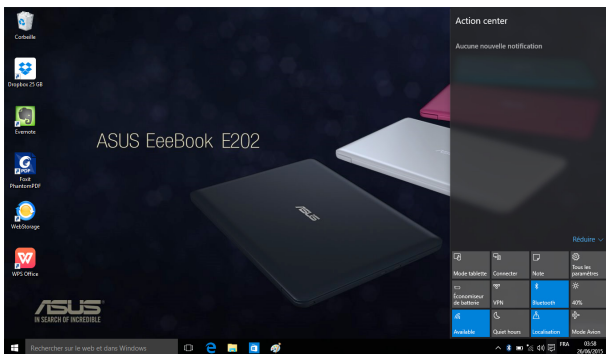 Corbeille
Dropbox 25 GB
Evernote
Foxit
PhantomPDF
WebStorage
WPS Office
ASUS EeeBook E202
ASUS
ASUS
IN SEARCH OF INCREDIBLE
Action center
Aucune nouvelle notification
Réduire
Mode tablette
Connecter
Note
Tous les
paramètres
Économiseur
de batterie
VPN
Bluetooth
40%
Available
Quiet hours
Localisation
Mode Avion
Rechercher sur le web et dans Windows
FRA
03:58
26/06/2015